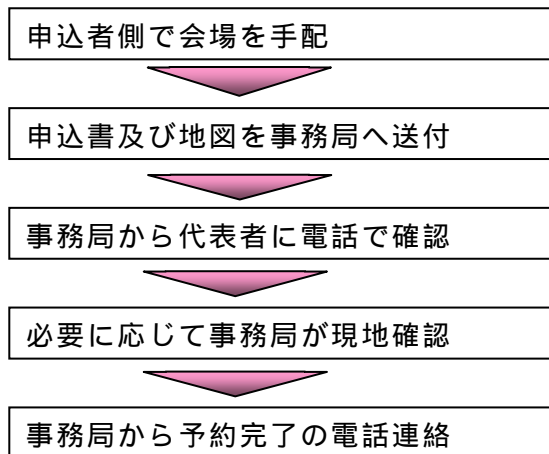 申込者側で会場を手配
申込書及び地図を事務局へ送付
事務局から代表者に電話で確認
必要に応じて事務局が現地確認
事務局から予約完了の電話連絡